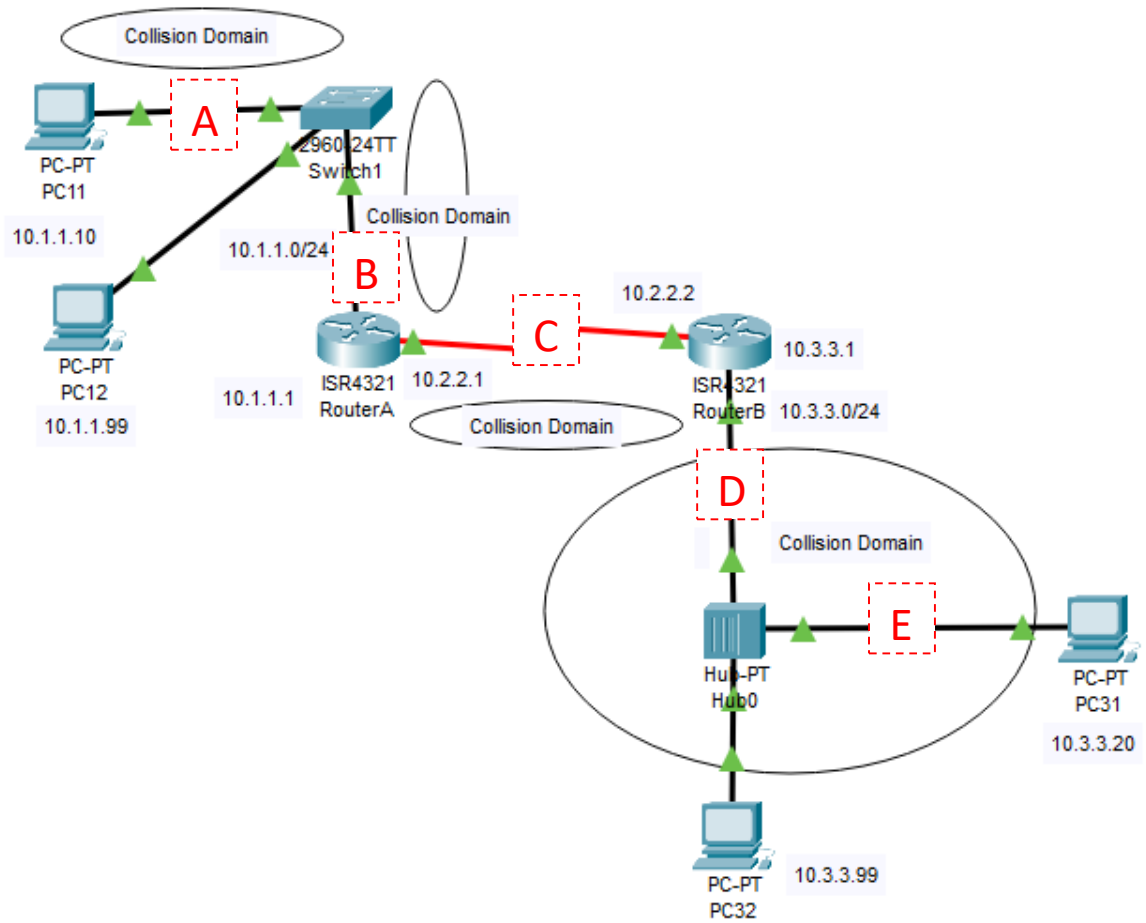 Collision Domain
A
2960-24TT
Switch1
PC-PT
PC11
Collision Domain
10.1.1.10
10.1.1.0/24
B
10.2.2.2
C
10.3.3.1
PC-PT
PC12
ISR4321
RouterA
10.2.2.1
ISR4321
RouterB
10.1.1.1
10.3.3.0/24
10.1.1.99
Collision Domain
D
Collision Domain
E
Hub-PT
Hub0
PC-PT
PC31
10.3.3.20
10.3.3.99
PC-PT
PC32